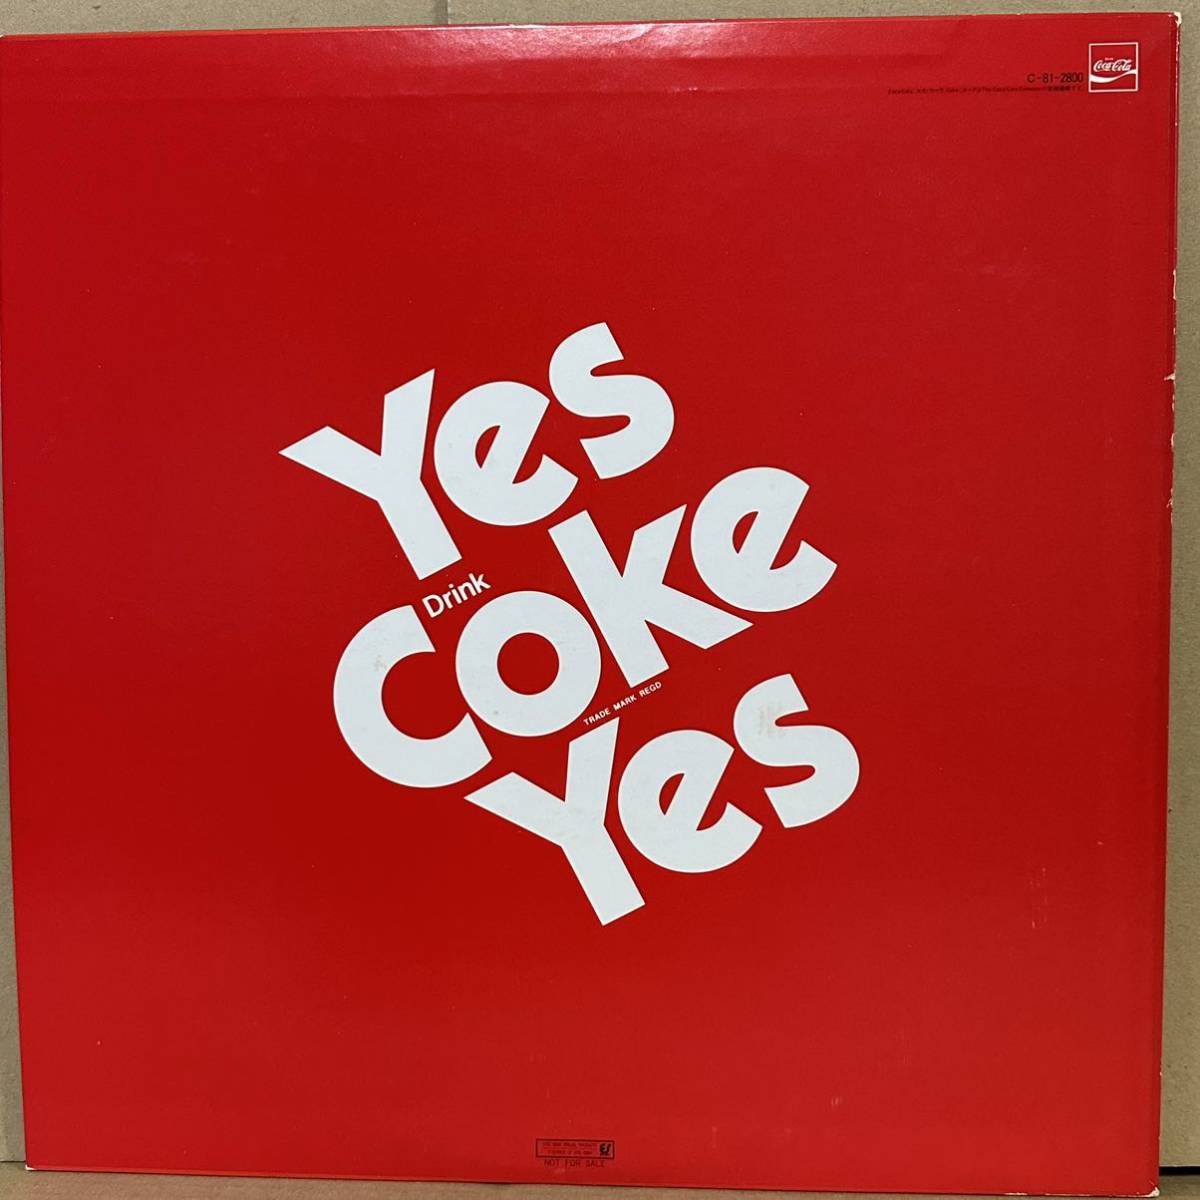 C-81-2800
Coca-Cola
Yes
Drink
Coke
TRADE MARK REGD
Yes
NOT FOR SALE